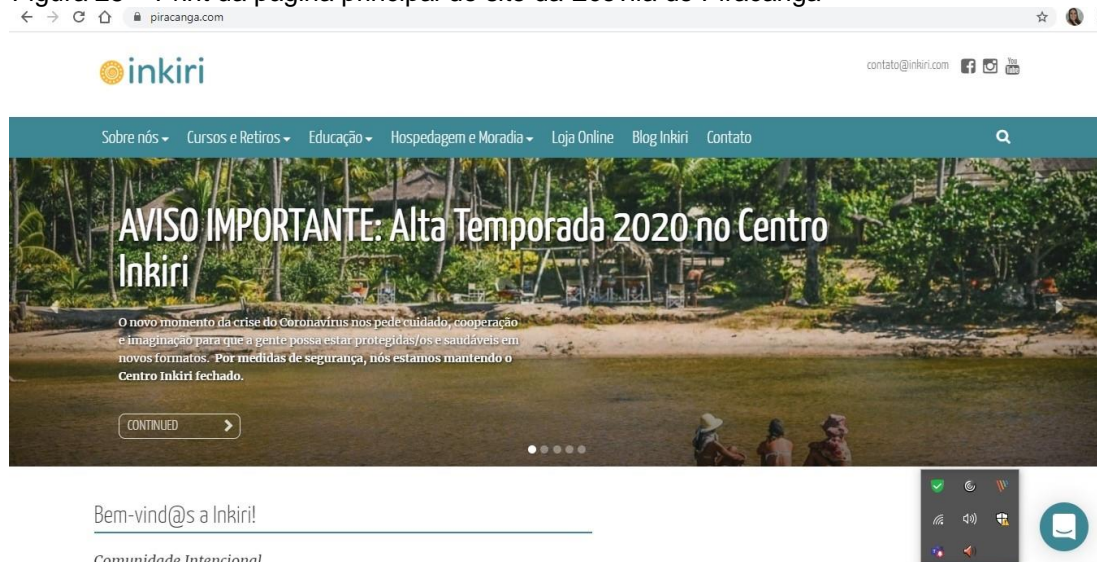 piracanga.com
inkiri
contato@inkiri.com
You
Tube
Sobre nós Cursos e Retiros Educação Hospedagem e Moradia Loja Online Blog Inkiri Contato
AVISO IMPORTANTE: Alta Temporada 2020 no Centro
Inkiri
O novo momento da crise do Coronavírus nos pede cuidado, cooperação
e imaginação para que a gente possa estar protegidas/os e saudáveis em
novos formatos. Por medidas de segurança, nós estamos mantendo o
Centro Inkiri fechado.
CONTINUED
Bem-vind@s a Inkiri!
Comunidade Intencional